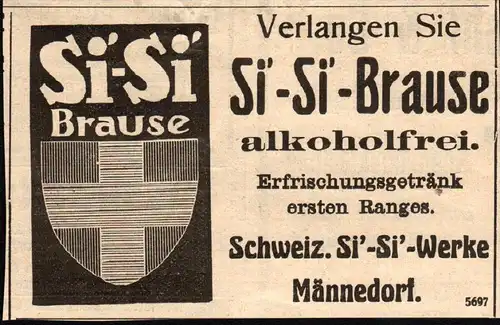 Si'-Si'
Brause
Verlangen Sie
Si'-Si'-Brause
alkoholfrei.
Erfrischungsgetränk
ersten Ranges.
Schweiz. Si'-Si'-Werke
Männedorf.
5697